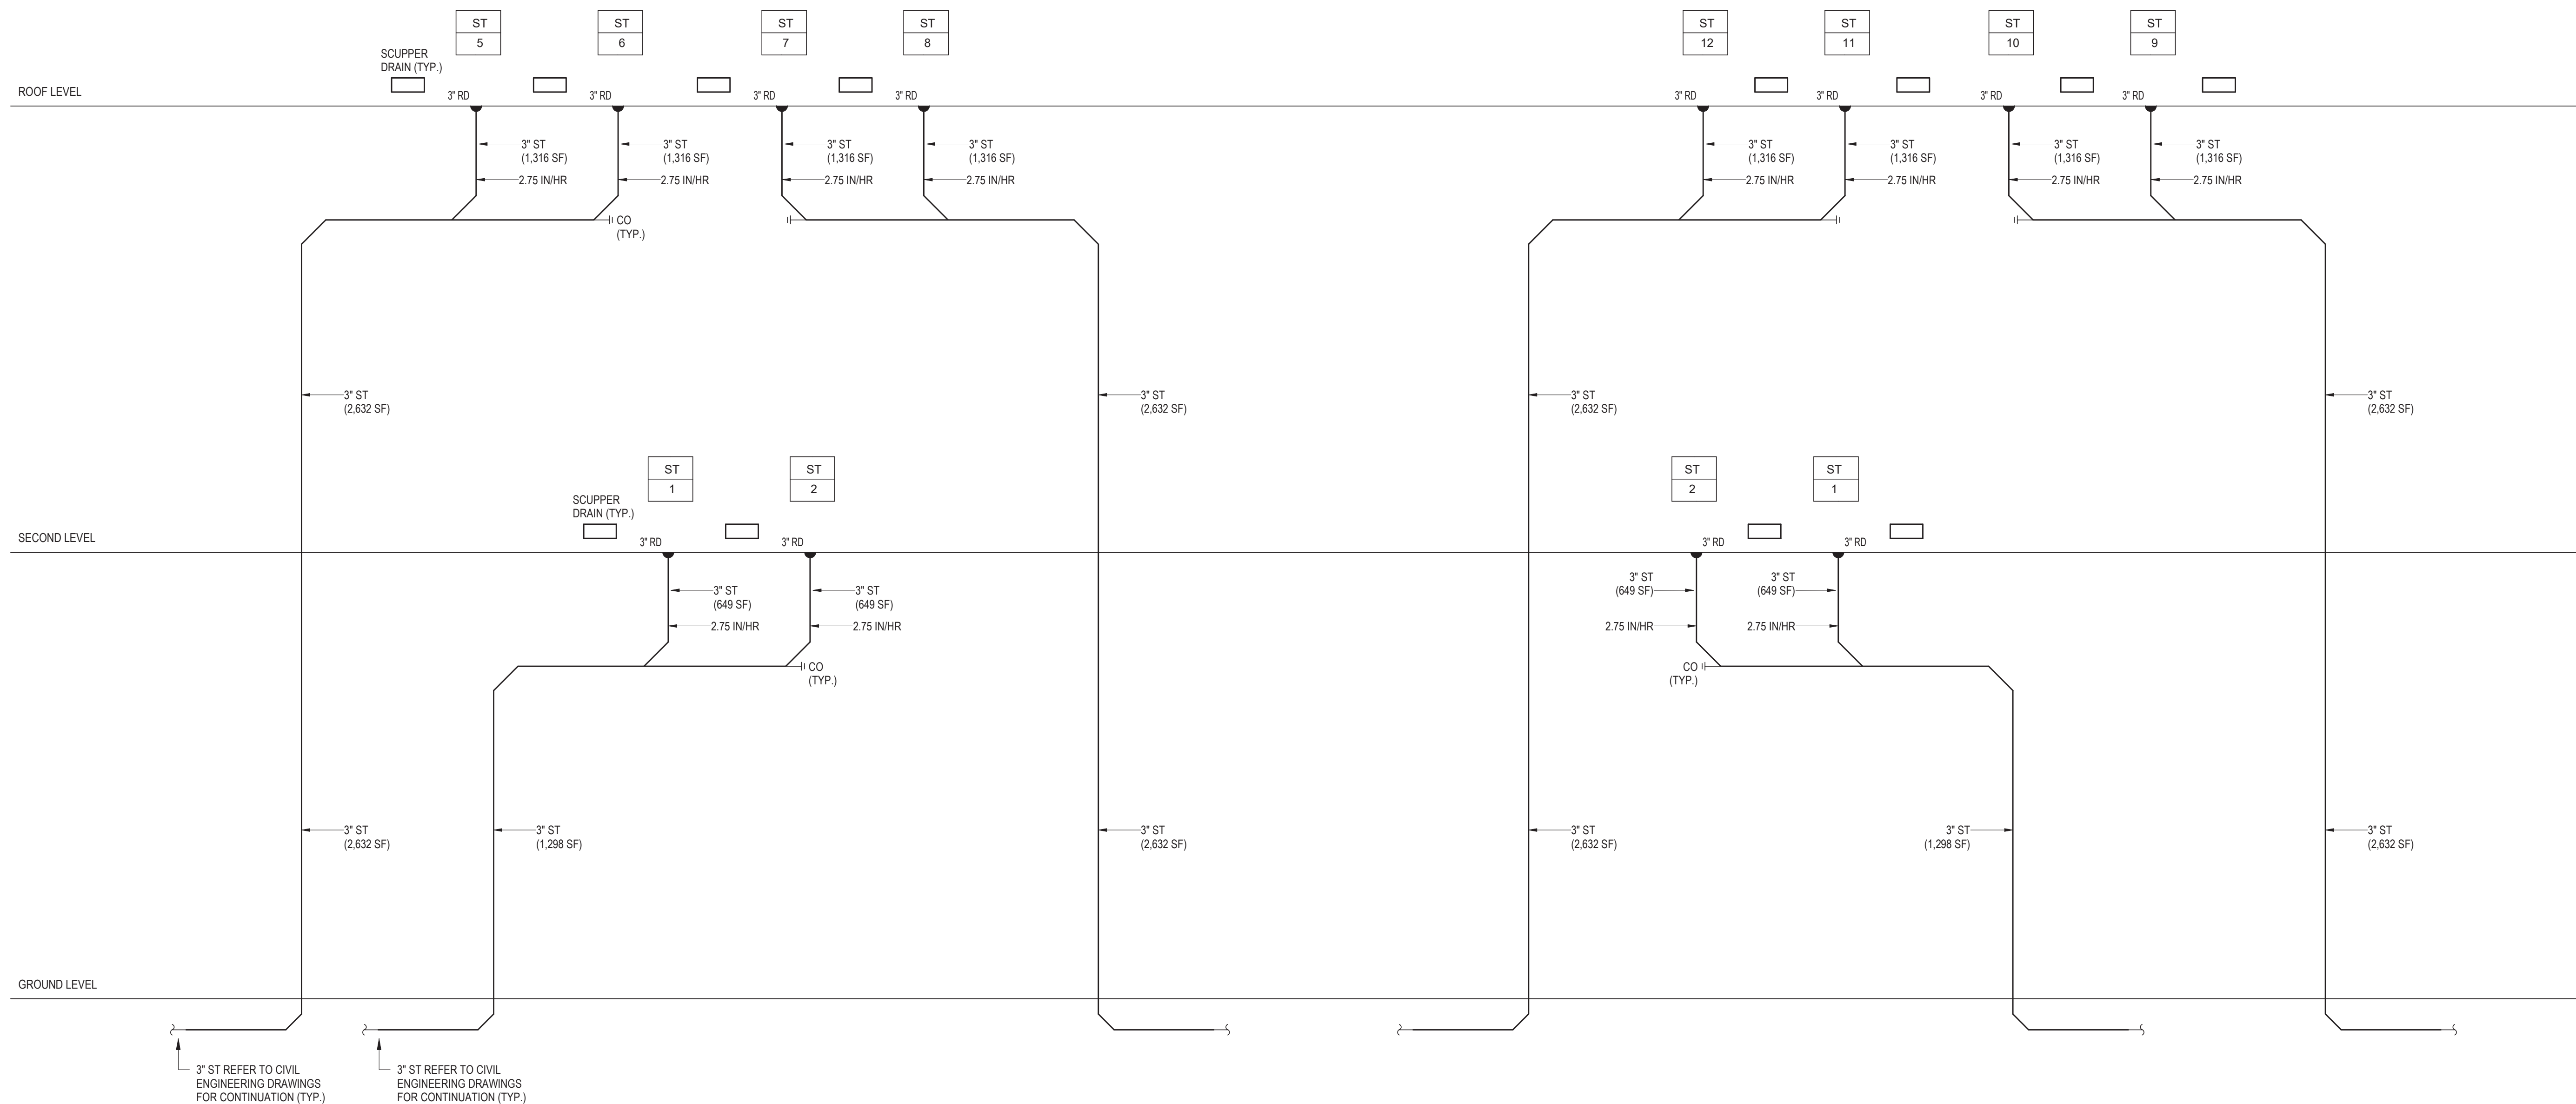 ST
5
ST
6
ST
7
ST
8
ST
12
ST
11
ST
10
ST
9
SCUPPER
DRAIN (TYP.)
ROOF LEVEL
3" RD
3" RD
3" RD
3" RD
3" RD
3" RD
3" RD
3" RD
3" ST
(1,316 SF)
2.75 IN/HR
3" ST
(1,316 SF)
2.75 IN/HR
3" ST
(1,316 SF)
2.75 IN/HR
3" ST
(1,316 SF)
2.75 IN/HR
3" ST
(1,316 SF)
2.75 IN/HR
3" ST
(1,316 SF)
2.75 IN/HR
3" ST
(1,316 SF)
2.75 IN/HR
3" ST
(1,316 SF)
2.75 IN/HR
CO
(TYP.)
3" ST
(2,632 SF)
3" ST
(2,632 SF)
3" ST
(2,632 SF)
3" ST
(2,632 SF)
ST
1
ST
2
ST
2
ST
1
SCUPPER
DRAIN (TYP.)
SECOND LEVEL
3" RD
3" RD
3" RD
3" RD
3" ST
(649 SF)
2.75 IN/HR
3" ST
(649 SF)
2.75 IN/HR
3" ST
(649 SF)
2.75 IN/HR
3" ST
(649 SF)
2.75 IN/HR
CO
(TYP.)
CO
(TYP.)
3" ST
(2,632 SF)
3" ST
(1,298 SF)
3" ST
(2,632 SF)
3" ST
(2,632 SF)
3" ST
(1,298 SF)
3" ST
(2,632 SF)
GROUND LEVEL
3" ST REFER TO CIVIL
ENGINEERING DRAWINGS
FOR CONTINUATION (TYP.)
3" ST REFER TO CIVIL
ENGINEERING DRAWINGS
FOR CONTINUATION (TYP.)